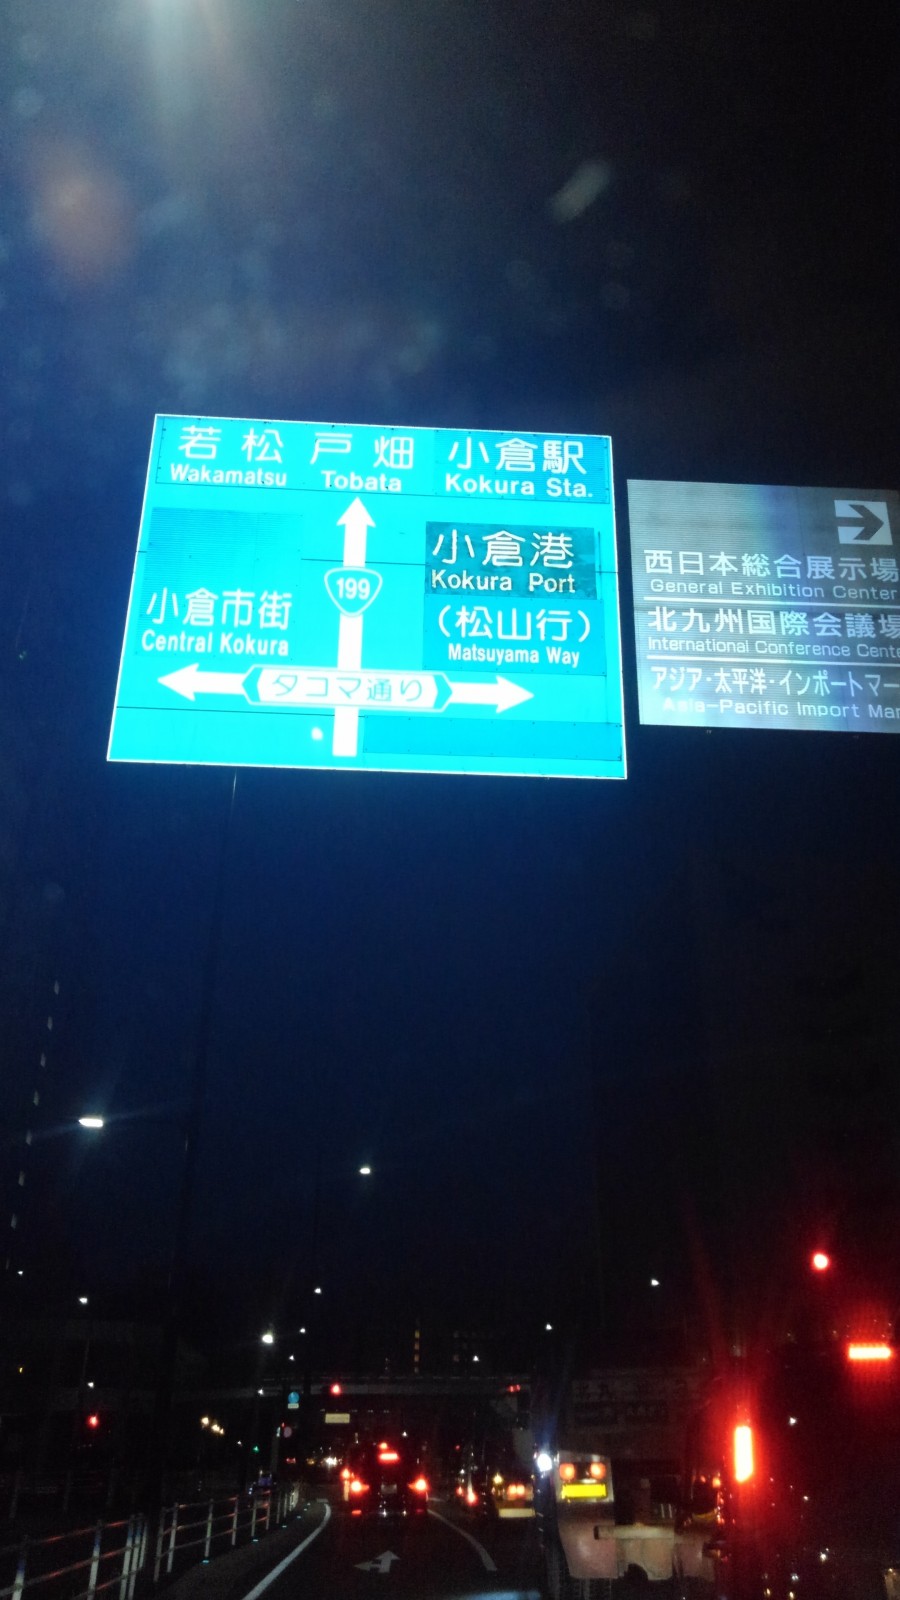 若松 戸畑 小倉駅
Wakamatsu Tobata Kokura Sta.
小倉港
Kokura Port
199
小倉市街
Central Kokura
(松山行)
Matsuyama Way
タコマ通り
西日本総合展示場
General Exhibition Center
北九州国際会議場
International Conference Cente
アジア・太平洋・インポートマー
Asia-Pacific Import Mar